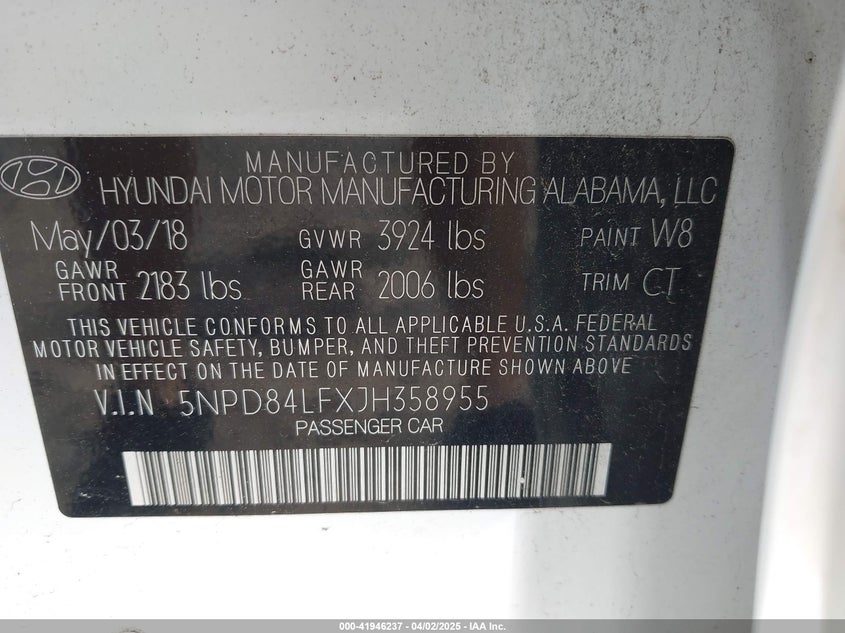 MANUFACTURED BY
HYUNDAI MOTOR MANUFACTURING ALABAMA, LLC
May/03/18 GVWR 3924 lbs PAINT W8
GAWR FRONT 2183 lbs GAWR REAR 2006 lbs TRIM CT
THIS VEHICLE CONFORMS TO ALL APPLICABLE U.S.A. FEDERAL
MOTOR VEHICLE SAFETY, BUMPER, AND THEFT PREVENTION STANDARDS
IN EFFECT ON THE DATE OF MANUFACTURE SHOWN ABOVE
V.I.N 5NPD84LFXJH358955
PASSENGER CAR
000-41946237 - 04/02/2025 - IAA Inc.